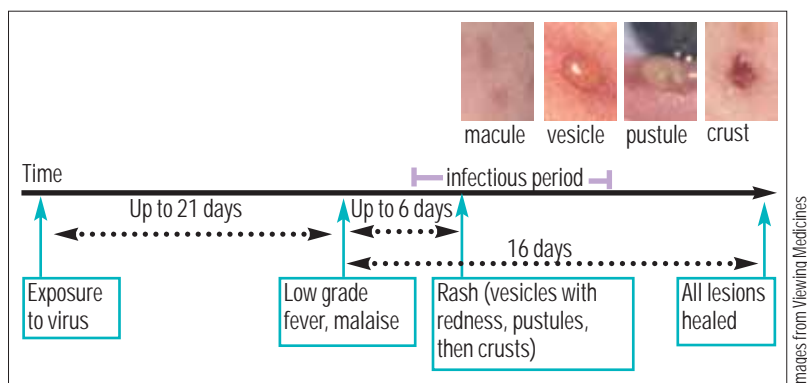 macule vesicle pustule crust
Time
infectious period
Up to 21 days
Up to 6 days
16 days
Exposure
to virus
Low grade
fever, malaise
Rash (vesicles with
redness, pustules,
then crusts)
All lesions
healed
mages from Viewing Medicines